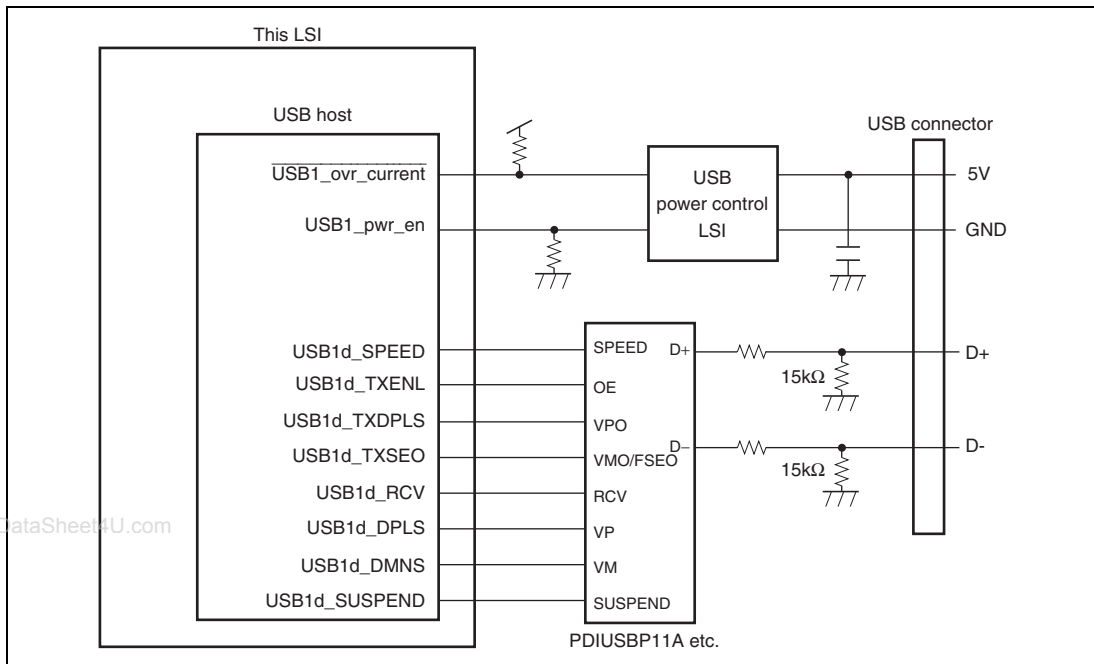 This LSI
USB host
USB connector
USB1_ovr_current
USB1_pwr_en
USB
power control
LSI
5V
GND
USB1d_SPEED
USB1d_TXENL
USB1d_TXDPLS
USB1d_TXSEO
USB1d_RCV
USB1d_DPLS
USB1d_DMNS
USB1d_SUSPEND
SPEED
OE
VPO
VMO/FSEO
RCV
VP
VM
SUSPEND
D+
D−
15kΩ
15kΩ
D+
D-
PDIUSBP11A etc.
DataSheet4U.com